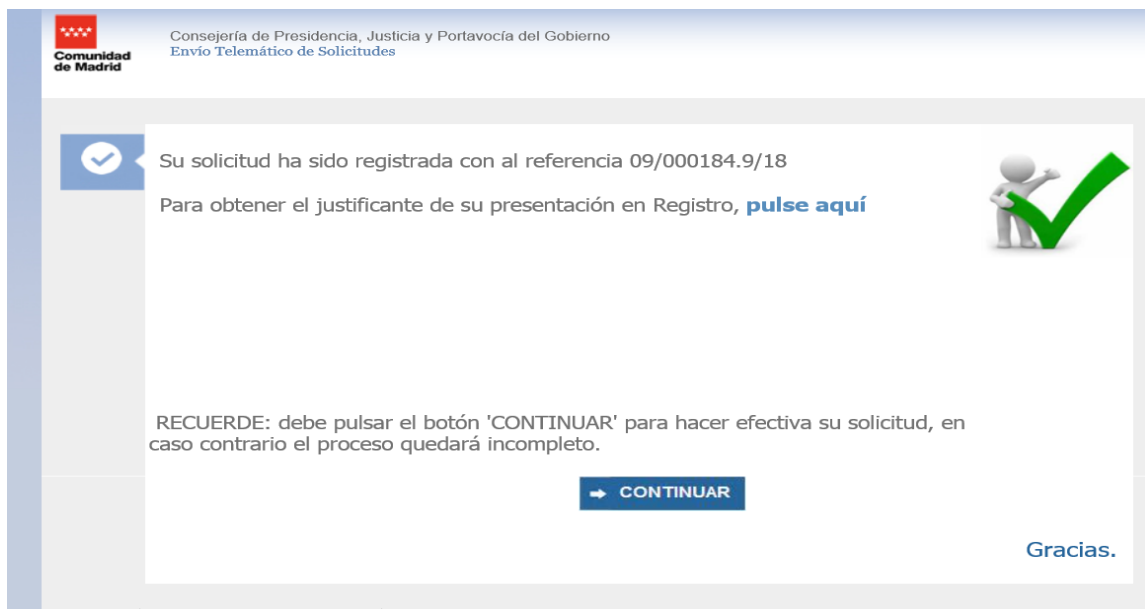 Comunidad
de Madrid
Consejería de Presidencia, Justicia y Portavocía del Gobierno
Envío Telemático de Solicitudes
Su solicitud ha sido registrada con al referencia 09/000184.9/18
Para obtener el justificante de su presentación en Registro, pulse aquí
RECUERDE: debe pulsar el botón 'CONTINUAR' para hacer efectiva su solicitud, en
caso contrario el proceso quedará incompleto.
CONTINUAR
Gracias.